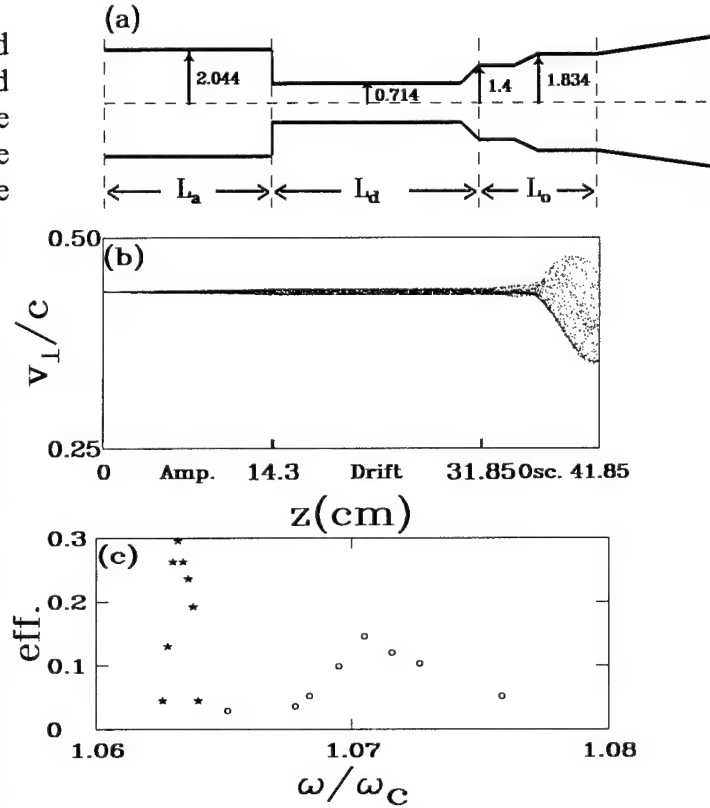 (a)
d
d
e
e
e
2.044
0.714
1.4
1.834
L_a
L_d
L_o
(b)
0.50
0.25
v⊥/c
0 Amp. 14.3 Drift 31.85 Osc. 41.85
z(cm)
(c)
0.3
0.2
0.1
0
eff.
1.06 1.07 1.08
ω/ω_c